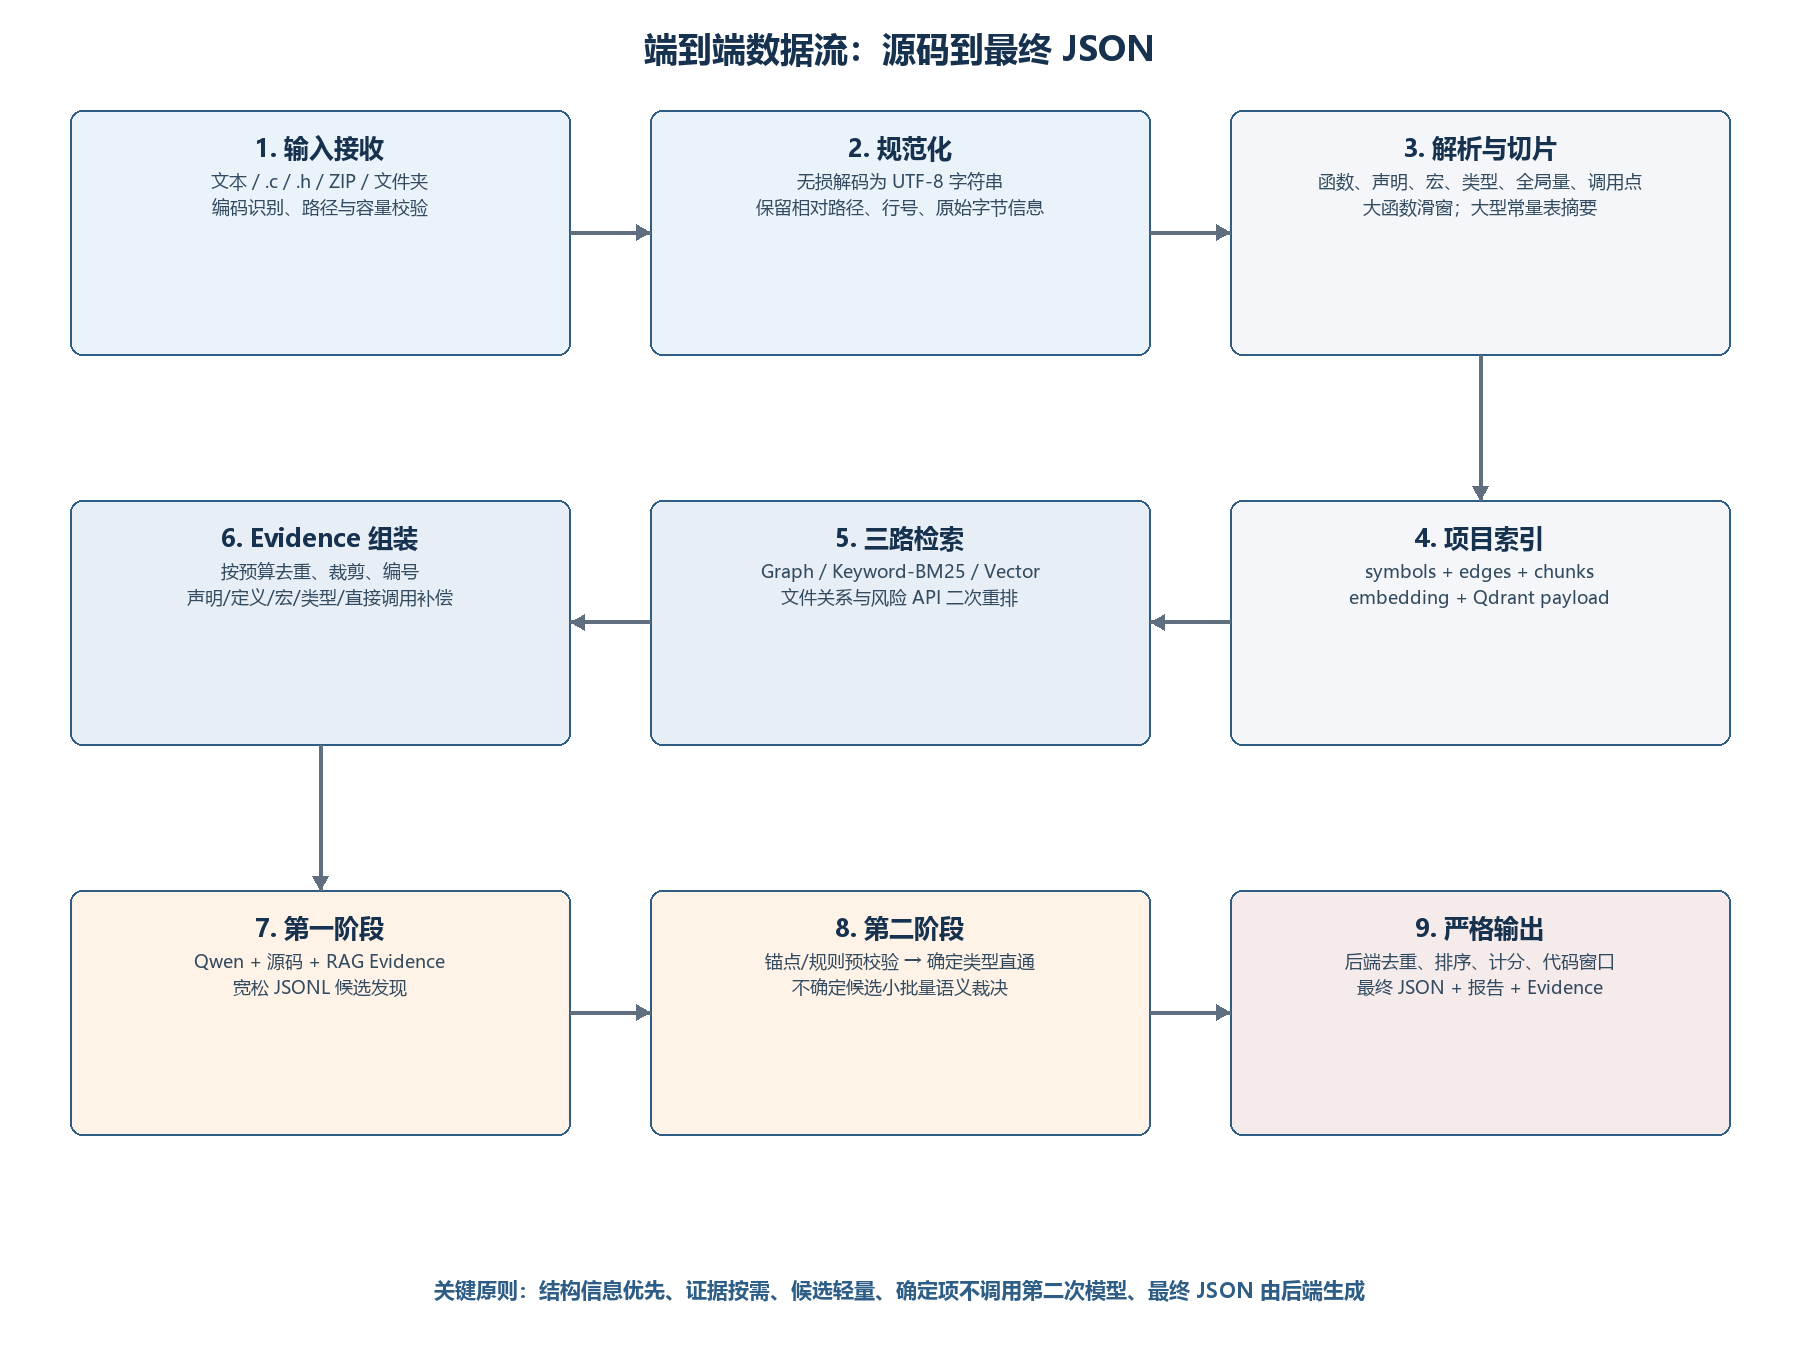 端到端数据流：源码到最终 JSON
1. 输入接收
文本 / .c / .h / ZIP / 文件夹
编码识别、路径与容量校验
2. 规范化
无损解码为 UTF-8 字符串
保留相对路径、行号、原始字节信息
3. 解析与切片
函数、声明、宏、类型、全局量、调用点
大函数滑窗；大型常量表摘要
4. 项目索引
symbols + edges + chunks
embedding + Qdrant payload
5. 三路检索
Graph / Keyword-BM25 / Vector
文件关系与风险 API 二次重排
6. Evidence 组装
按预算去重、裁剪、编号
声明/定义/宏/类型/直接调用补偿
7. 第一阶段
Qwen + 源码 + RAG Evidence
宽松 JSONL 候选发现
8. 第二阶段
锚点/规则预校验 → 确定类型直通
不确定候选小批量语义裁决
9. 严格输出
后端去重、排序、计分、代码窗口
最终 JSON + 报告 + Evidence
关键原则：结构信息优先、证据按需、候选轻量、确定项不调用第二次模型、最终 JSON 由后端生成